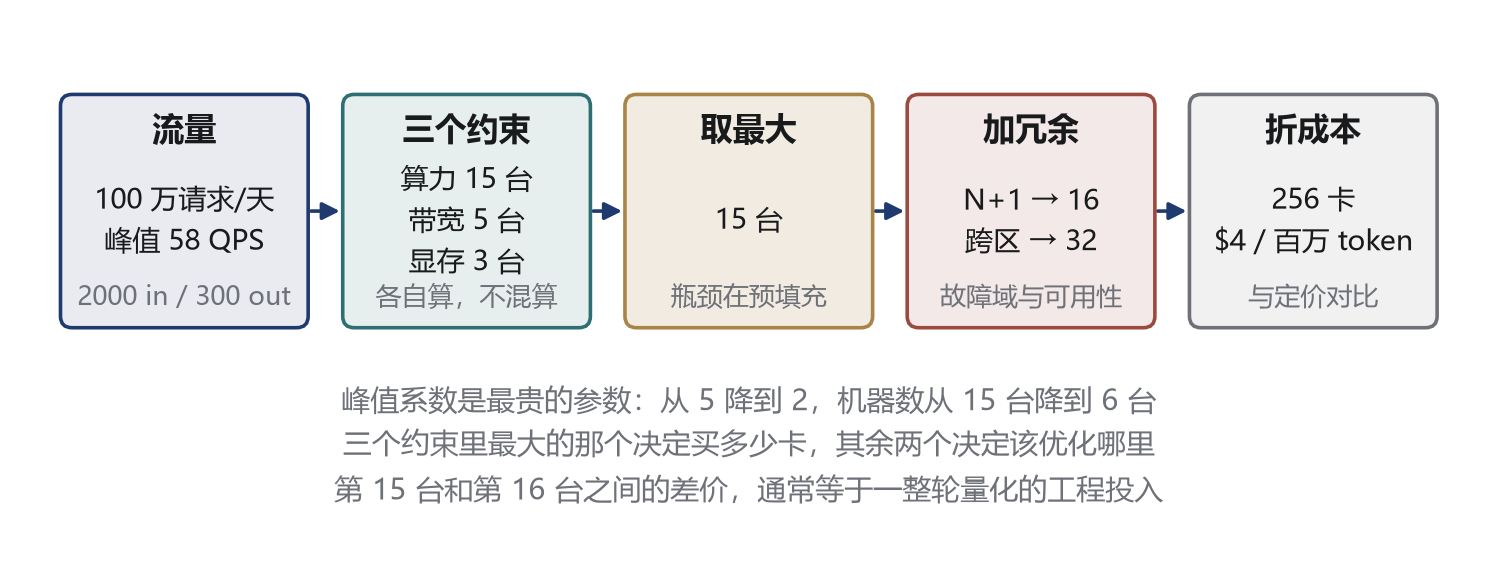 流量
100 万请求/天
峰值 58 QPS
2000 in / 300 out
三个约束
算力 15 台
带宽 5 台
显存 3 台
各自算，不混算
取最大
15 台
瓶颈在预填充
加冗余
N+1 → 16
跨区 → 32
故障域与可用性
折成本
256 卡
$4 / 百万 token
与定价对比
峰值系数是最贵的参数：从 5 降到 2，机器数从 15 台降到 6 台
三个约束里最大的那个决定买多少卡，其余两个决定该优化哪里
第 15 台和第 16 台之间的差价，通常等于一整轮量化的工程投入